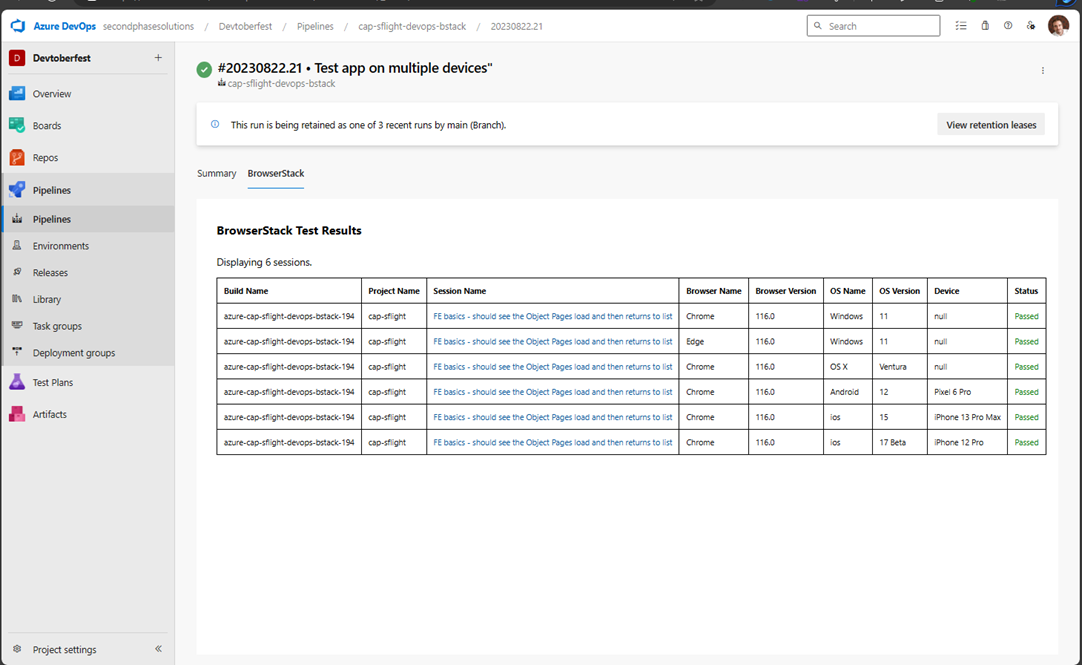 Azure DevOps secondphasesolutions / Devtoberfest / Pipelines / cap-sflight-devops-bstack / 20230822.21
Search
D Devtoberfest +
Overview
Boards
Repos
Pipelines
Pipelines
Environments
Releases
Library
Task groups
Deployment groups
Test Plans
Artifacts
Project settings
#20230822.21 • Test app on multiple devices"
cap-sflight-devops-bstack
This run is being retained as one of 3 recent runs by main (Branch).
View retention leases
Summary BrowserStack
BrowserStack Test Results
Displaying 6 sessions.
Build Name Project Name Session Name Browser Name Browser Version OS Name OS Version Device Status
azure-cap-sflight-devops-bstack-194 cap-sflight FE basics - should see the Object Pages load and then returns to list Chrome 116.0 Windows 11 null Passed
azure-cap-sflight-devops-bstack-194 cap-sflight FE basics - should see the Object Pages load and then returns to list Edge 116.0 Windows 11 null Passed
azure-cap-sflight-devops-bstack-194 cap-sflight FE basics - should see the Object Pages load and then returns to list Chrome 116.0 OS X Ventura null Passed
azure-cap-sflight-devops-bstack-194 cap-sflight FE basics - should see the Object Pages load and then returns to list Chrome 116.0 Android 12 Pixel 6 Pro Passed
azure-cap-sflight-devops-bstack-194 cap-sflight FE basics - should see the Object Pages load and then returns to list Chrome 116.0 ios 15 iPhone 13 Pro Max Passed
azure-cap-sflight-devops-bstack-194 cap-sflight FE basics - should see the Object Pages load and then returns to list Chrome 116.0 ios 17 Beta iPhone 12 Pro Passed